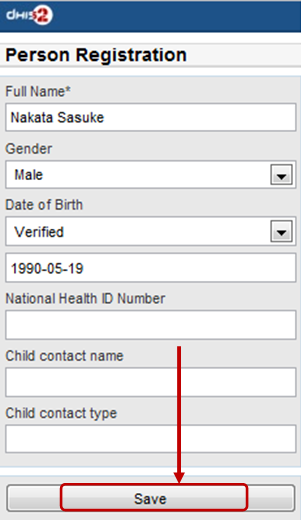 dhis2
Person Registration
Full Name*
Nakata Sasuke
Gender
Male
Date of Birth
Verified
1990-05-19
National Health ID Number
Child contact name
Child contact type
Save